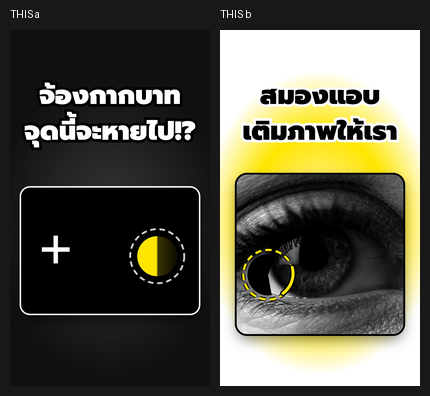 THISa
THISb
จ้องกากบาท
จุดนี้จะหายไป!?
สมองแอบ
เติมภาพให้เรา